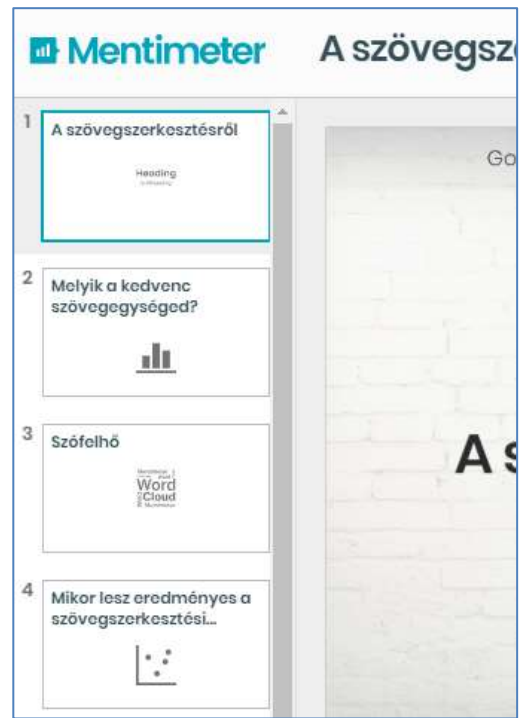 Mentimeter
A szövegsz
1
A szövegszerkesztésről
Heading
Go
2
Melyik a kedvenc
szövegegységed?
3
Szófelhő
Word
Cloud
A s
4
Mikor lesz eredményes a
szövegszerkesztési...